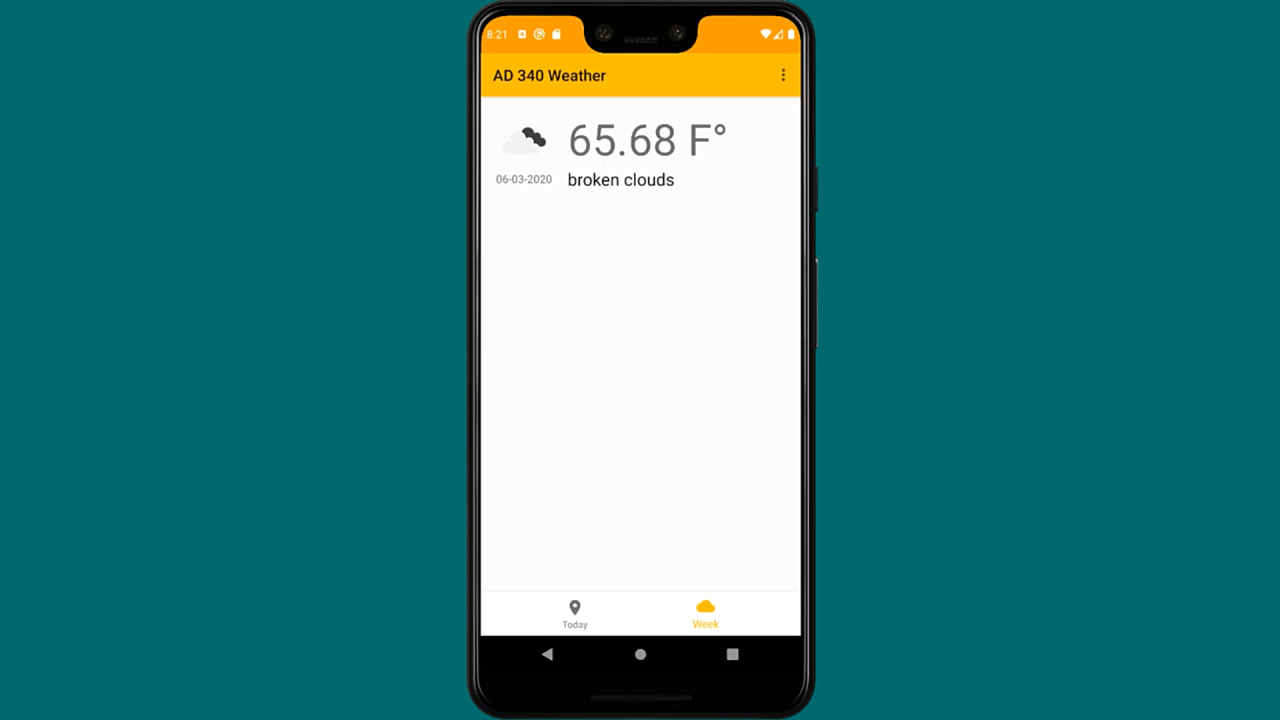 8:21
AD 340 Weather
65.68 F°
06-03-2020
broken clouds
Today
Week